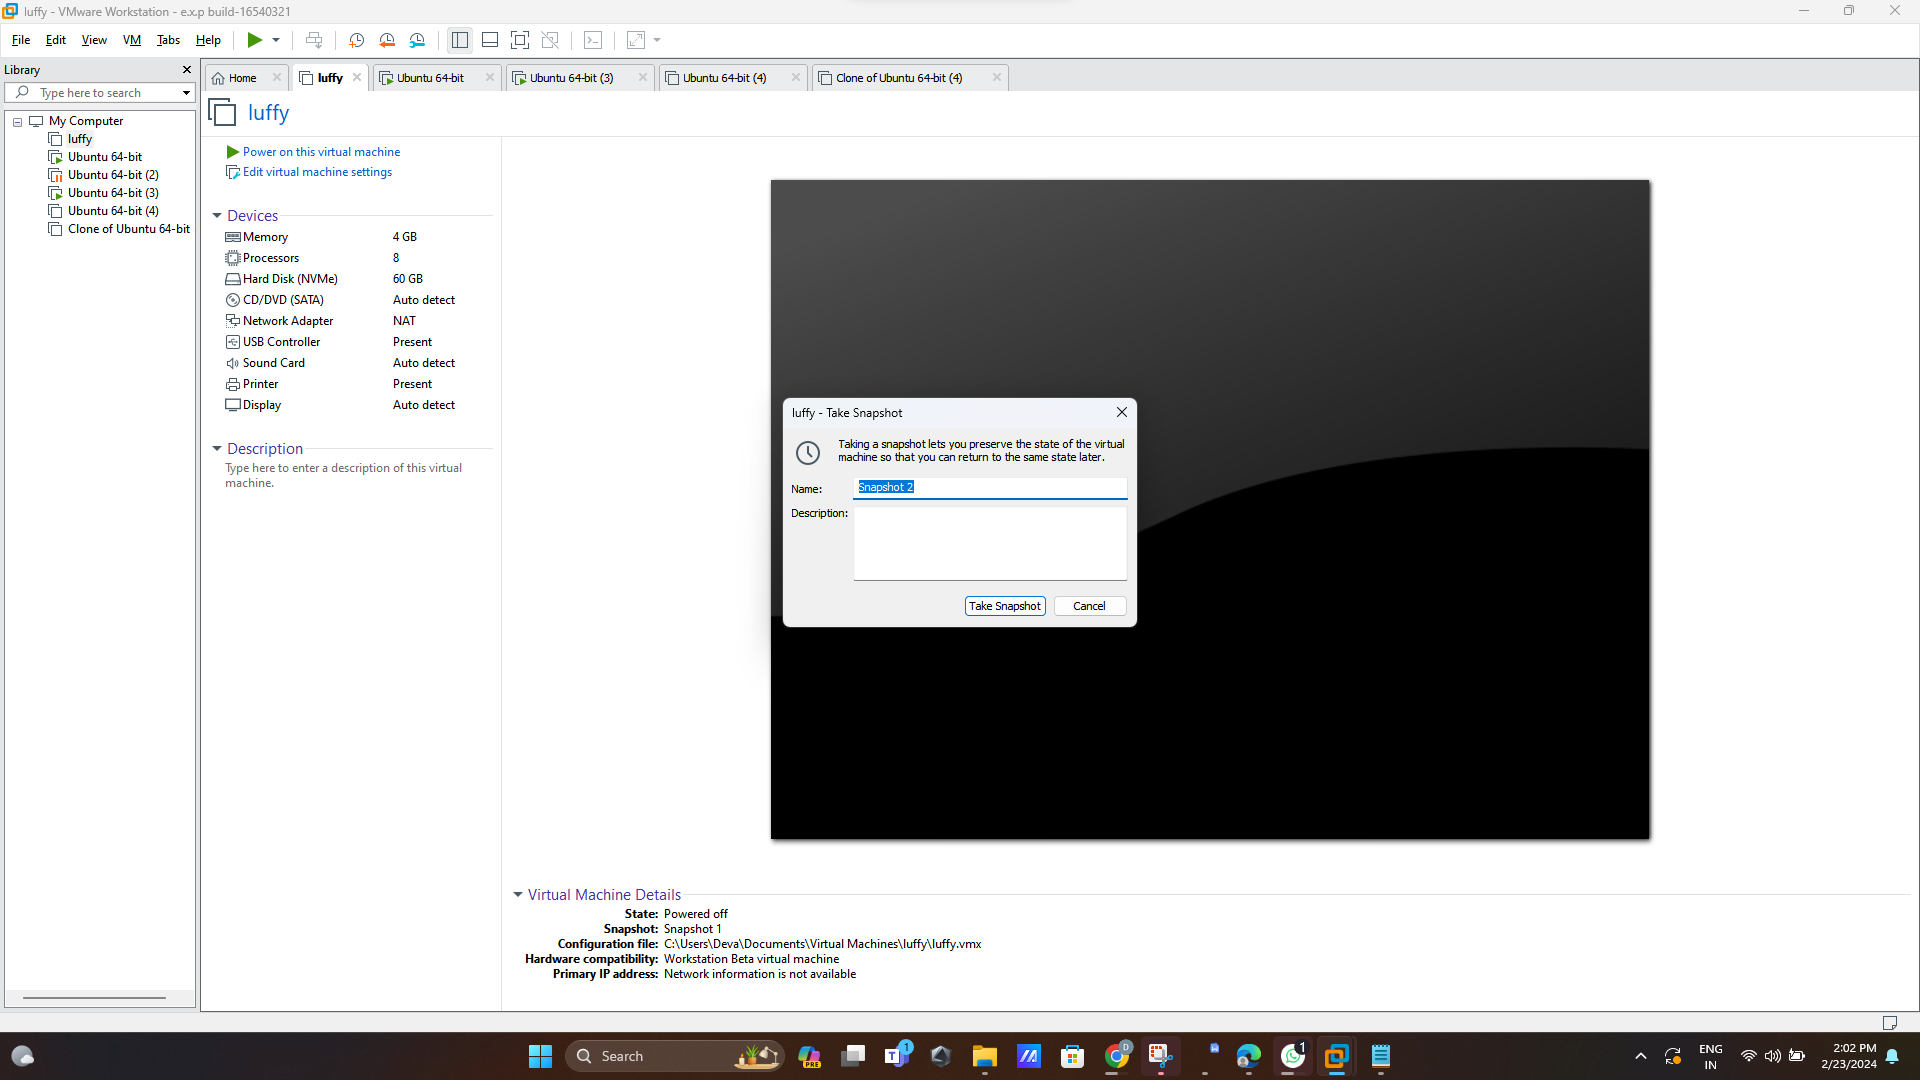 luffy - VMware Workstation - e.x.p build-16540321
File Edit View VM Tabs Help
Library
Type here to search
My Computer
luffy
Ubuntu 64-bit
Ubuntu 64-bit (2)
Ubuntu 64-bit (3)
Ubuntu 64-bit (4)
Clone of Ubuntu 64-bit
Home luffy Ubuntu 64-bit Ubuntu 64-bit (3) Ubuntu 64-bit (4) Clone of Ubuntu 64-bit (4)
luffy
Power on this virtual machine
Edit virtual machine settings
Devices
Memory 4 GB
Processors 8
Hard Disk (NVMe) 60 GB
CD/DVD (SATA) Auto detect
Network Adapter NAT
USB Controller Present
Sound Card Auto detect
Printer Present
Display Auto detect
Description
Type here to enter a description of this virtual
machine.
luffy - Take Snapshot
Taking a snapshot lets you preserve the state of the virtual
machine so that you can return to the same state later.
Name: Snapshot 2
Description:
Take Snapshot Cancel
Virtual Machine Details
State: Powered off
Snapshot: Snapshot 1
Configuration file: C:\Users\Deva\Documents\Virtual Machines\luffy\luffy.vmx
Hardware compatibility: Workstation Beta virtual machine
Primary IP address: Network information is not available
Search
PRE
T 1
D
1
ENG
IN
2:02 PM
2/23/2024